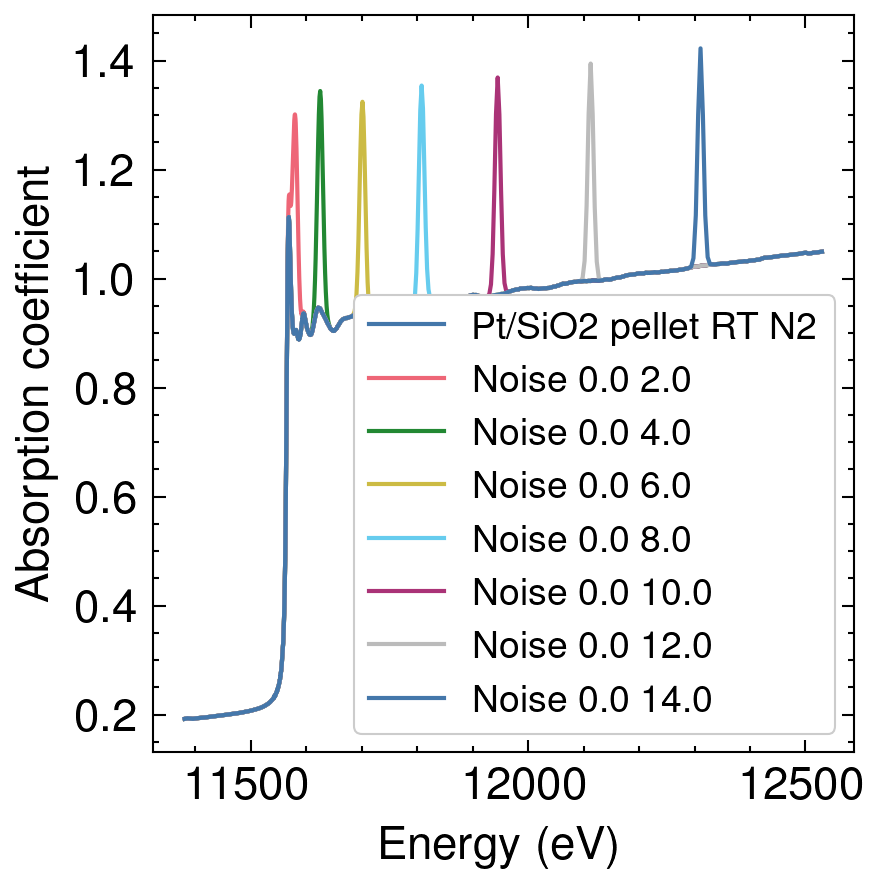 Absorption coefficient
1.4
1.2
1.0
0.8
0.6
0.4
0.2
Pt/SiO2 pellet RT N2
Noise 0.0 2.0
Noise 0.0 4.0
Noise 0.0 6.0
Noise 0.0 8.0
Noise 0.0 10.0
Noise 0.0 12.0
Noise 0.0 14.0
11500 12000 12500
Energy (eV)